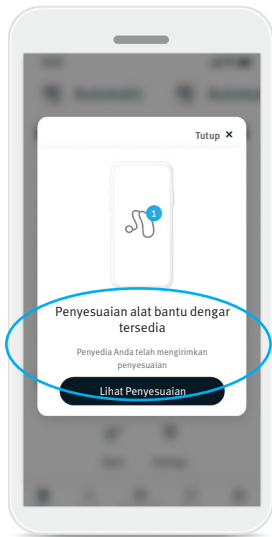 Tutup ×
1
Penyesuaian alat bantu dengar
tersedia
Penyedia Anda telah mengirimkan
penyesuaian
Lihat Penyesuaian